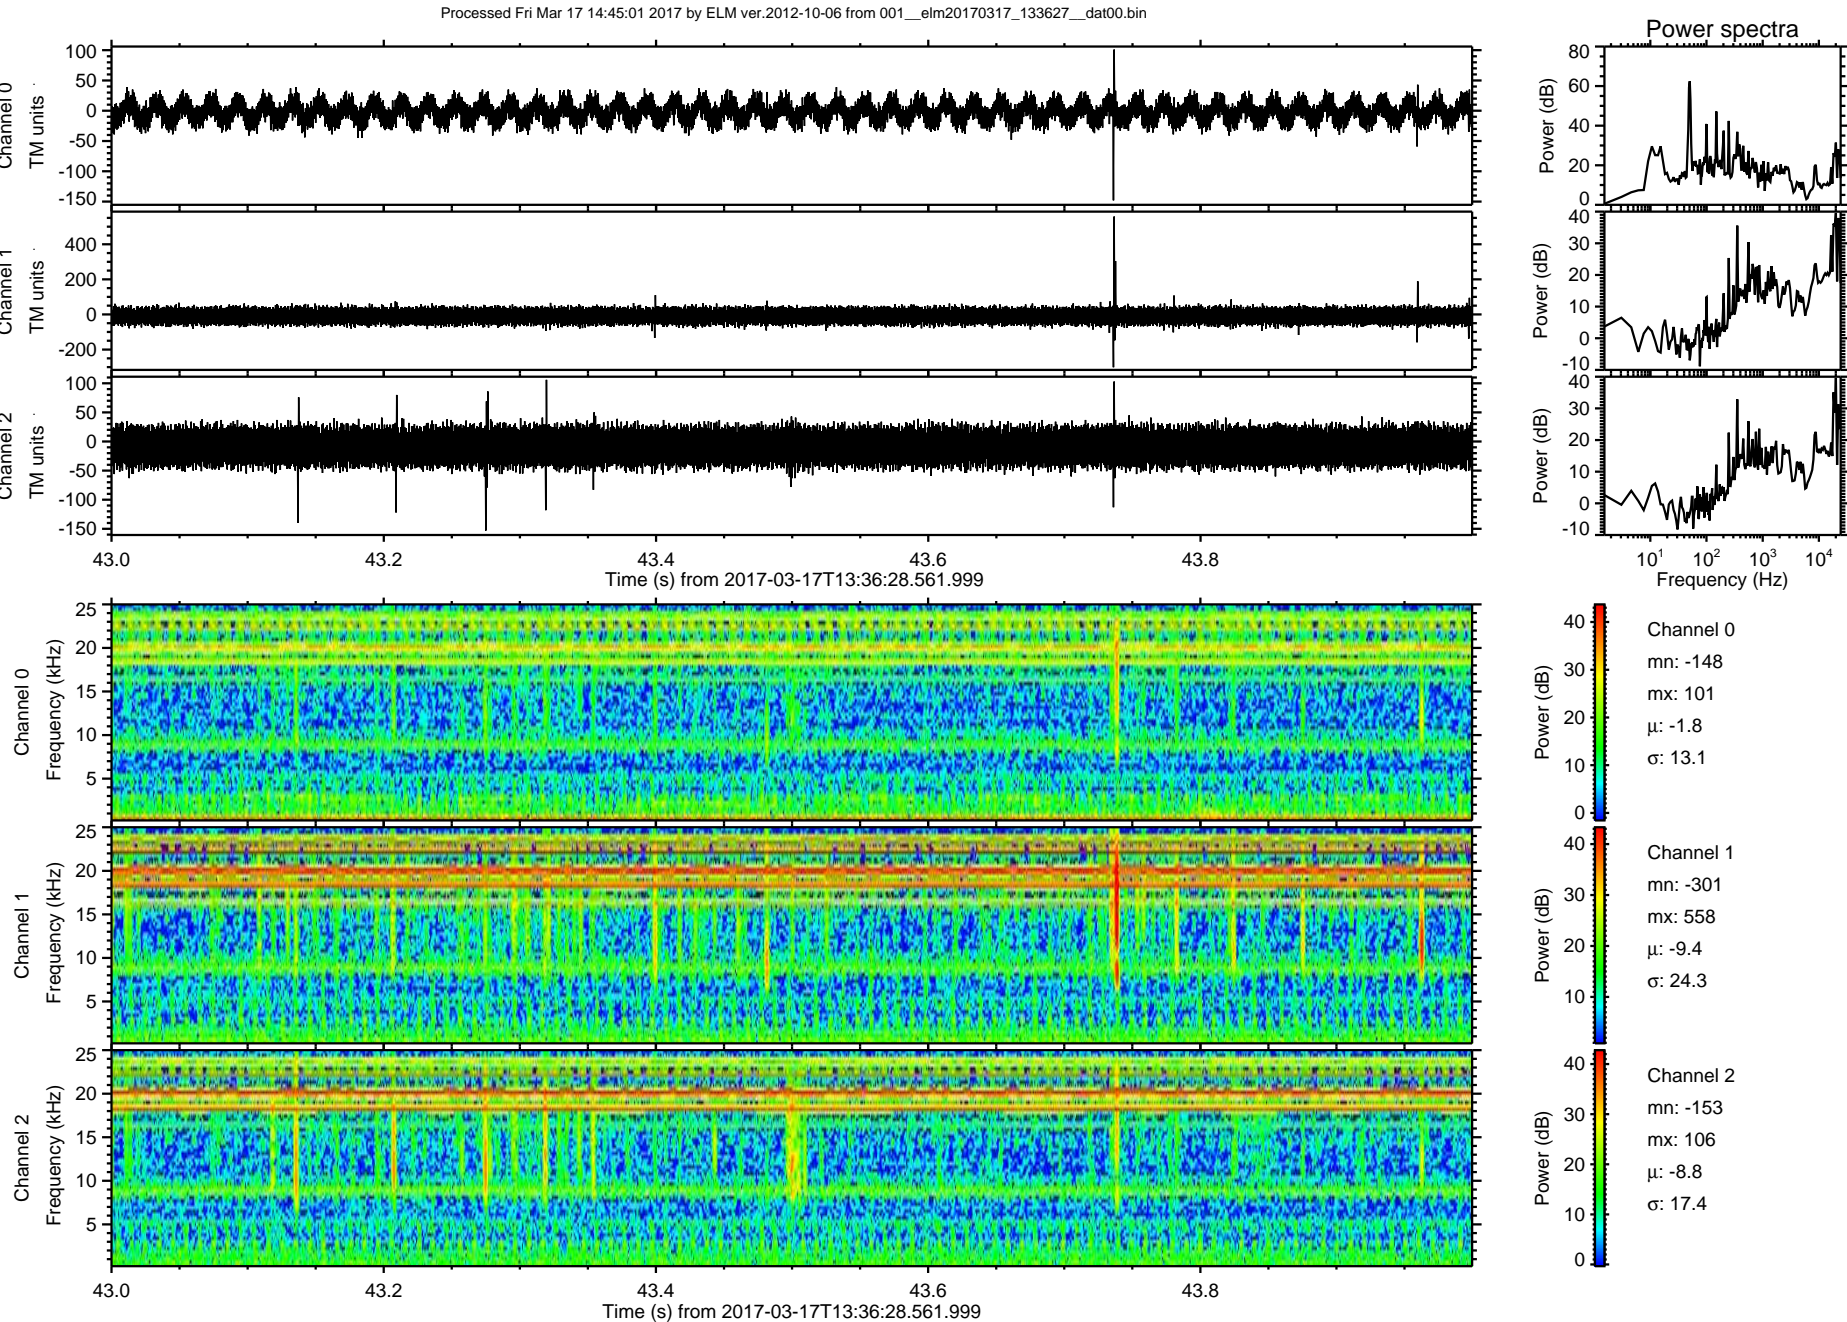 Processed Fri Mar 17 14:45:01 2017 by ELM ver.2012-10-06 from 001__elm20170317_133627__dat00.bin
Power spectra
Channel 0
TM units
100
50
0
-50
-100
-150
Power (dB)
80
60
40
20
0
Channel 1
TM units
400
200
0
-200
Power (dB)
40
30
20
10
0
-10
Channel 2
TM units
100
50
0
-50
-100
-150
Power (dB)
40
30
20
10
0
-10
43.0 43.2 43.4 43.6 43.8
Time (s) from 2017-03-17T13:36:28.561.999
10¹ 10² 10³ 10⁴
Frequency (Hz)
Channel 0
Frequency (kHz)
25
20
15
10
5
Power (dB)
40
30
20
10
0
Channel 0
mn: -148
mx: 101
μ: -1.8
σ: 13.1
Channel 1
Frequency (kHz)
25
20
15
10
5
Power (dB)
40
30
20
10
Channel 1
mn: -301
mx: 558
μ: -9.4
σ: 24.3
Channel 2
Frequency (kHz)
25
20
15
10
5
Power (dB)
40
30
20
10
0
Channel 2
mn: -153
mx: 106
μ: -8.8
σ: 17.4
43.0 43.2 43.4 43.6 43.8
Time (s) from 2017-03-17T13:36:28.561.999